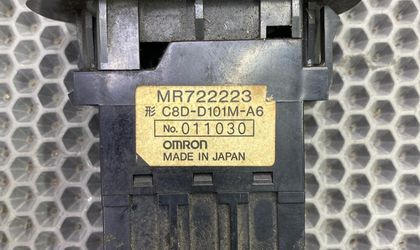 MR722223
形 C8D-D101M-A6
No. 011030
omron
MADE IN JAPAN